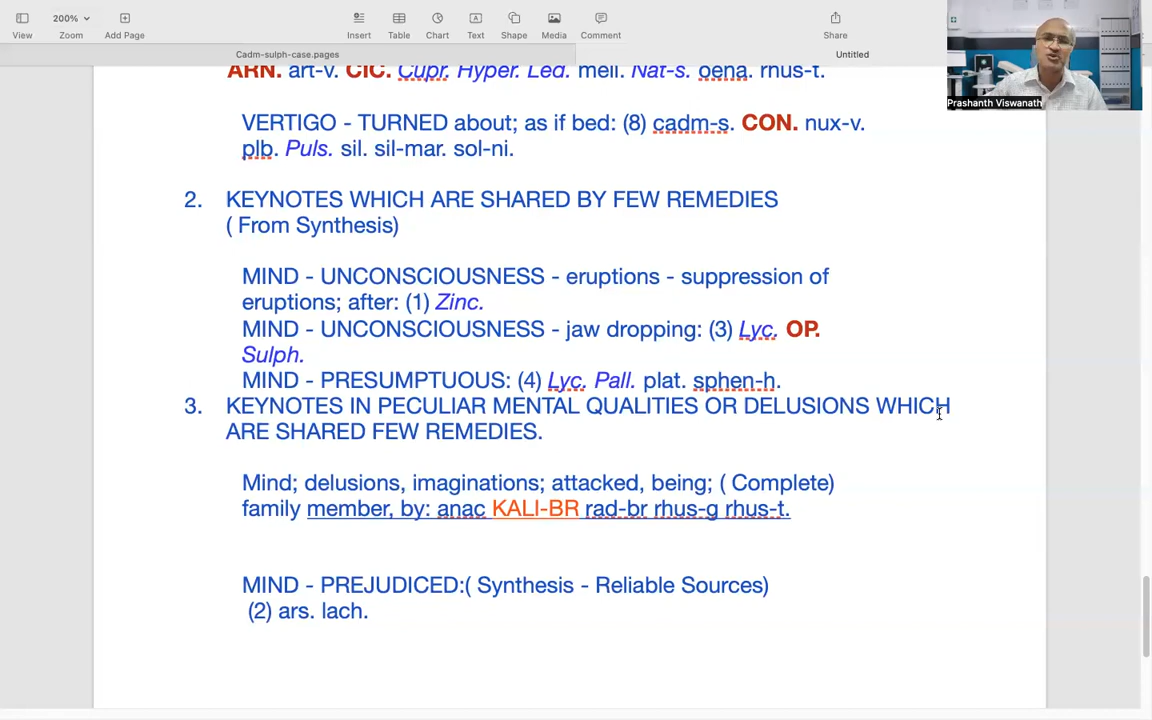 200%
View
Zoom
Add Page
Insert
Table
Chart
Text
Shape
Media
Comment
Share
Cadm-sulph-case.pages
Untitled
Prashanth Viswanath
ARN. art-v. CIC. Cupr. Hyper. Led. meli. Nat-s. oena. rhus-t.
VERTIGO - TURNED about; as if bed: (8) cadm-s. CON. nux-v.
plb. Puls. sil. sil-mar. sol-ni.
2. KEYNOTES WHICH ARE SHARED BY FEW REMEDIES
( From Synthesis)
MIND - UNCONSCIOUSNESS - eruptions - suppression of
eruptions; after: (1) Zinc.
MIND - UNCONSCIOUSNESS - jaw dropping: (3) Lyc. OP.
Sulph.
MIND - PRESUMPTUOUS: (4) Lyc. Pall. plat. sphen-h.
3. KEYNOTES IN PECULIAR MENTAL QUALITIES OR DELUSIONS WHICH
ARE SHARED FEW REMEDIES.
Mind; delusions, imaginations; attacked, being; ( Complete)
family member, by: anac KALI-BR rad-br rhus-g rhus-t.
MIND - PREJUDICED:( Synthesis - Reliable Sources)
(2) ars. lach.